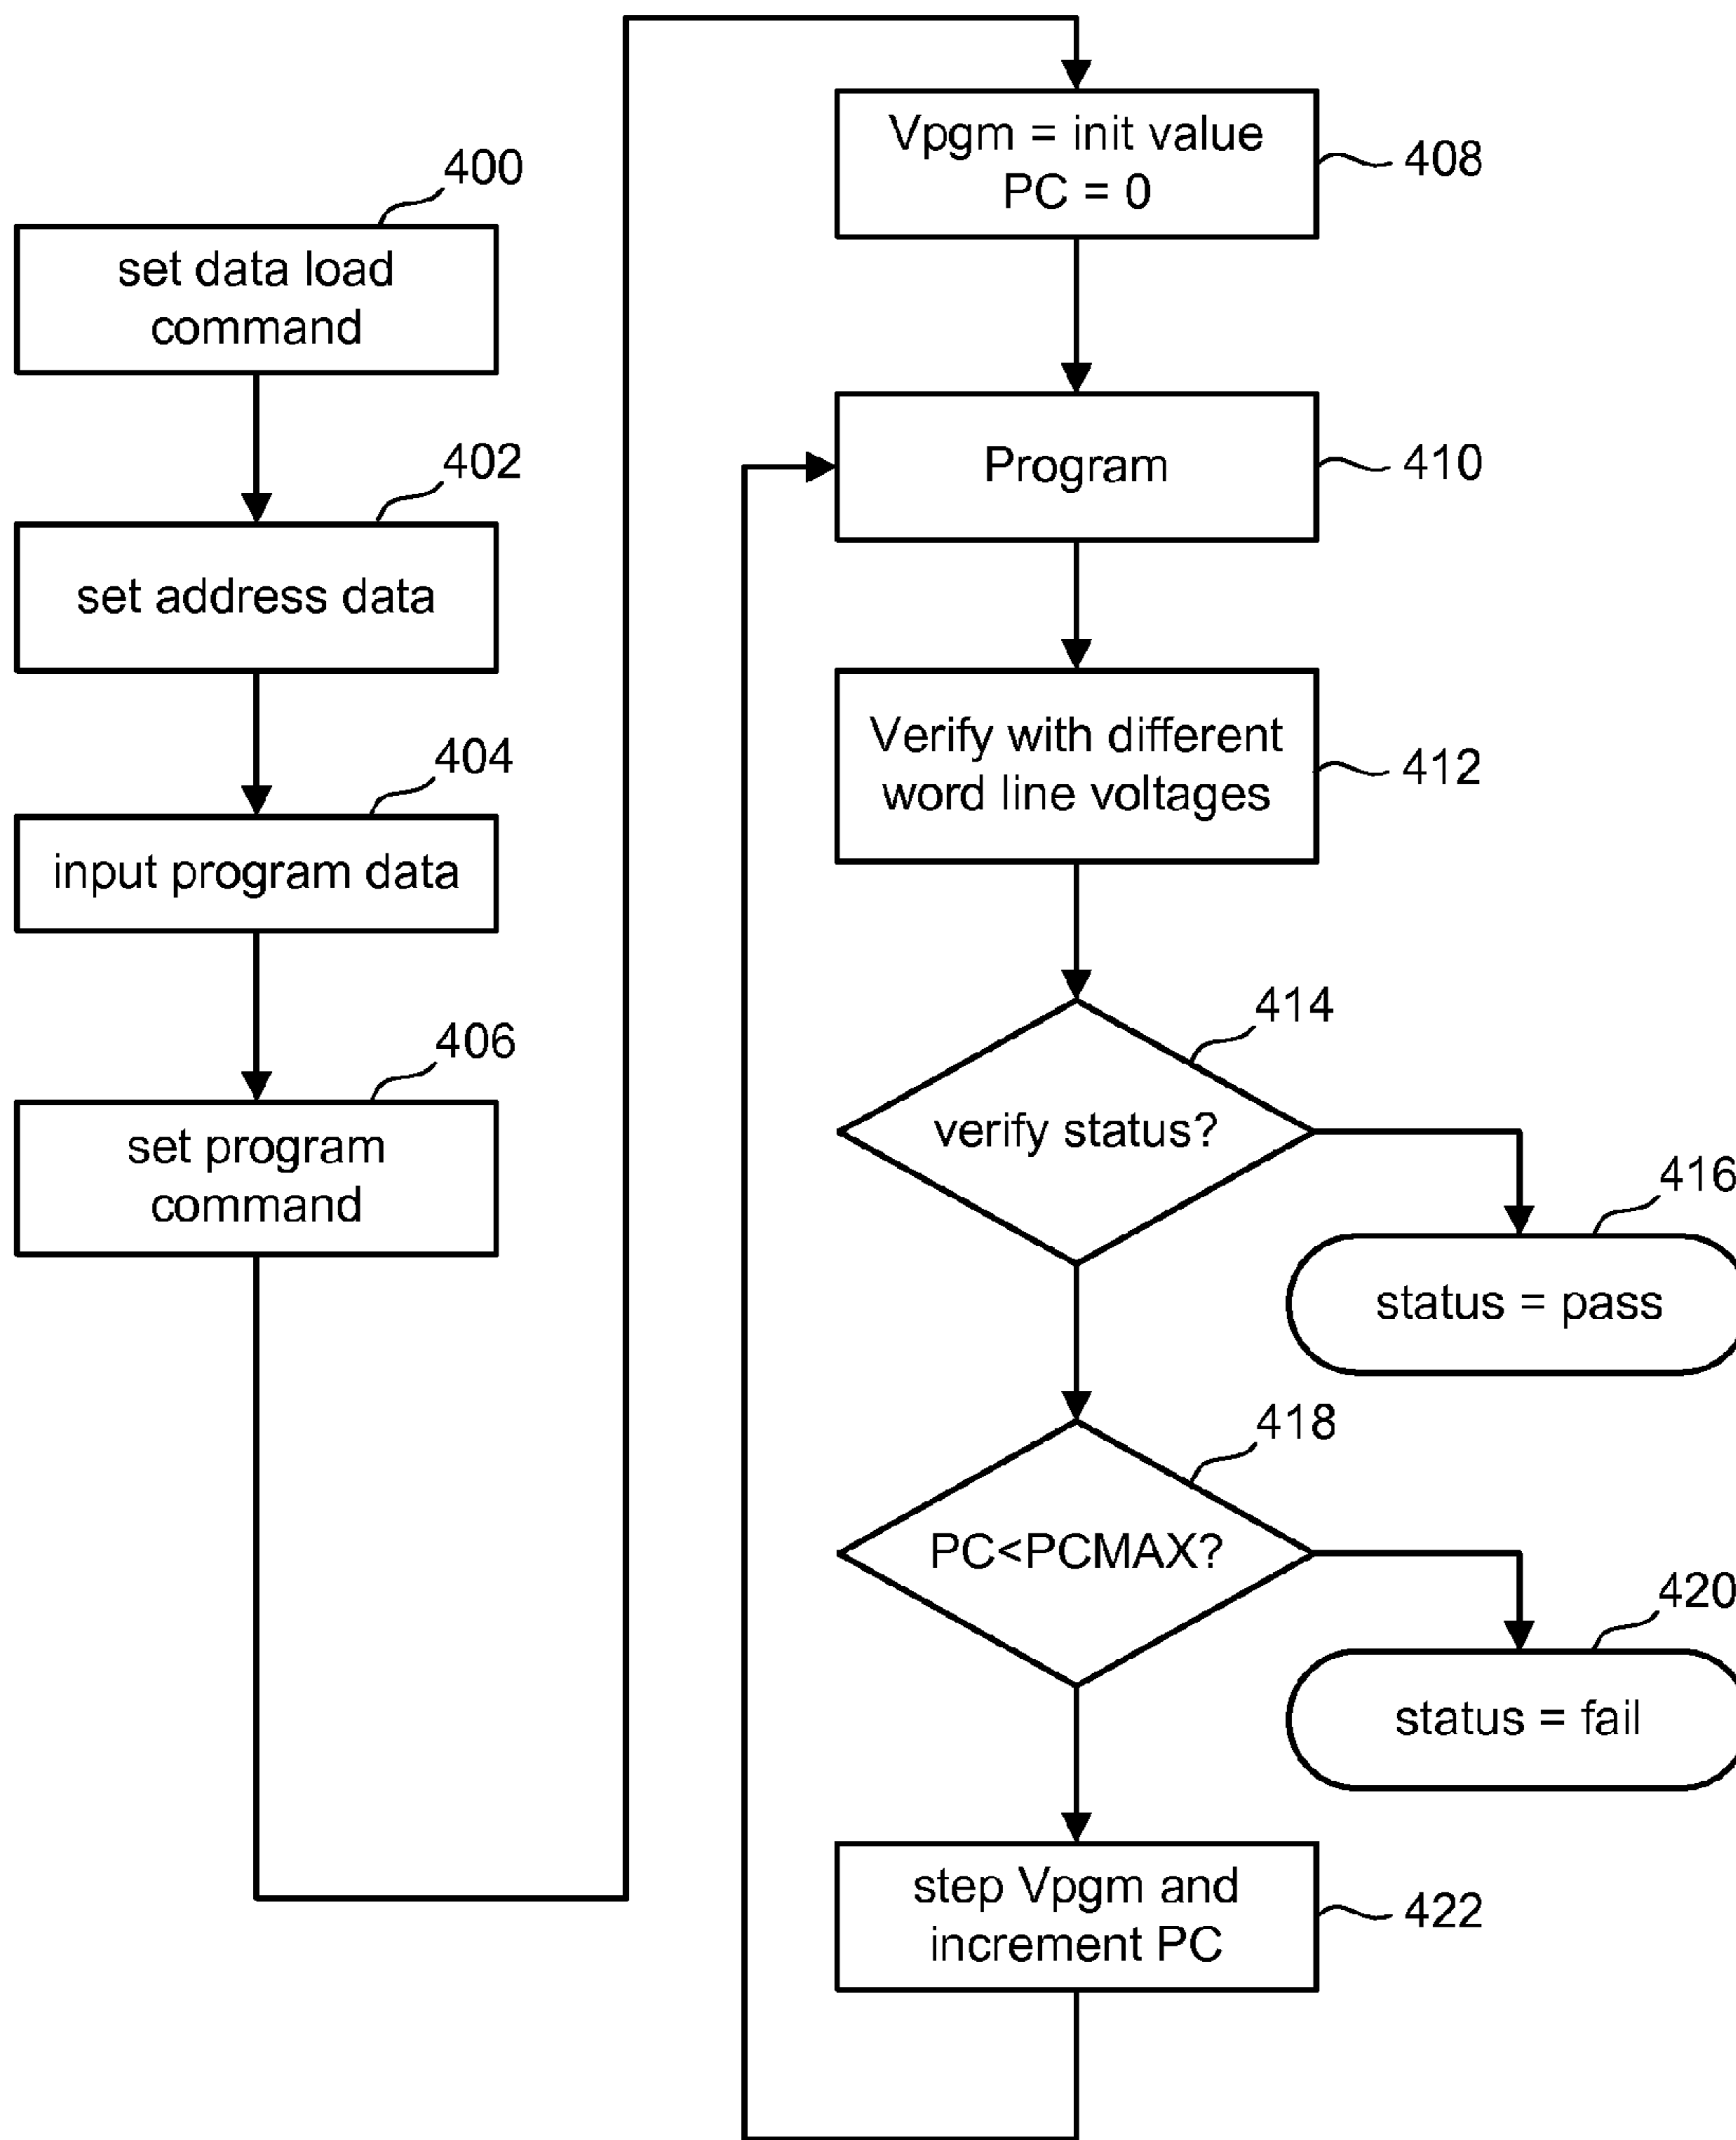 400
set data load
command
402
set address data
404
input program data
406
set program
command
Vpgm = init value
PC = 0
408
Program
410
Verify with different
word line voltages
412
414
verify status?
416
status = pass
418
PC<PCMAX?
420
status = fail
step Vpgm and
increment PC
422